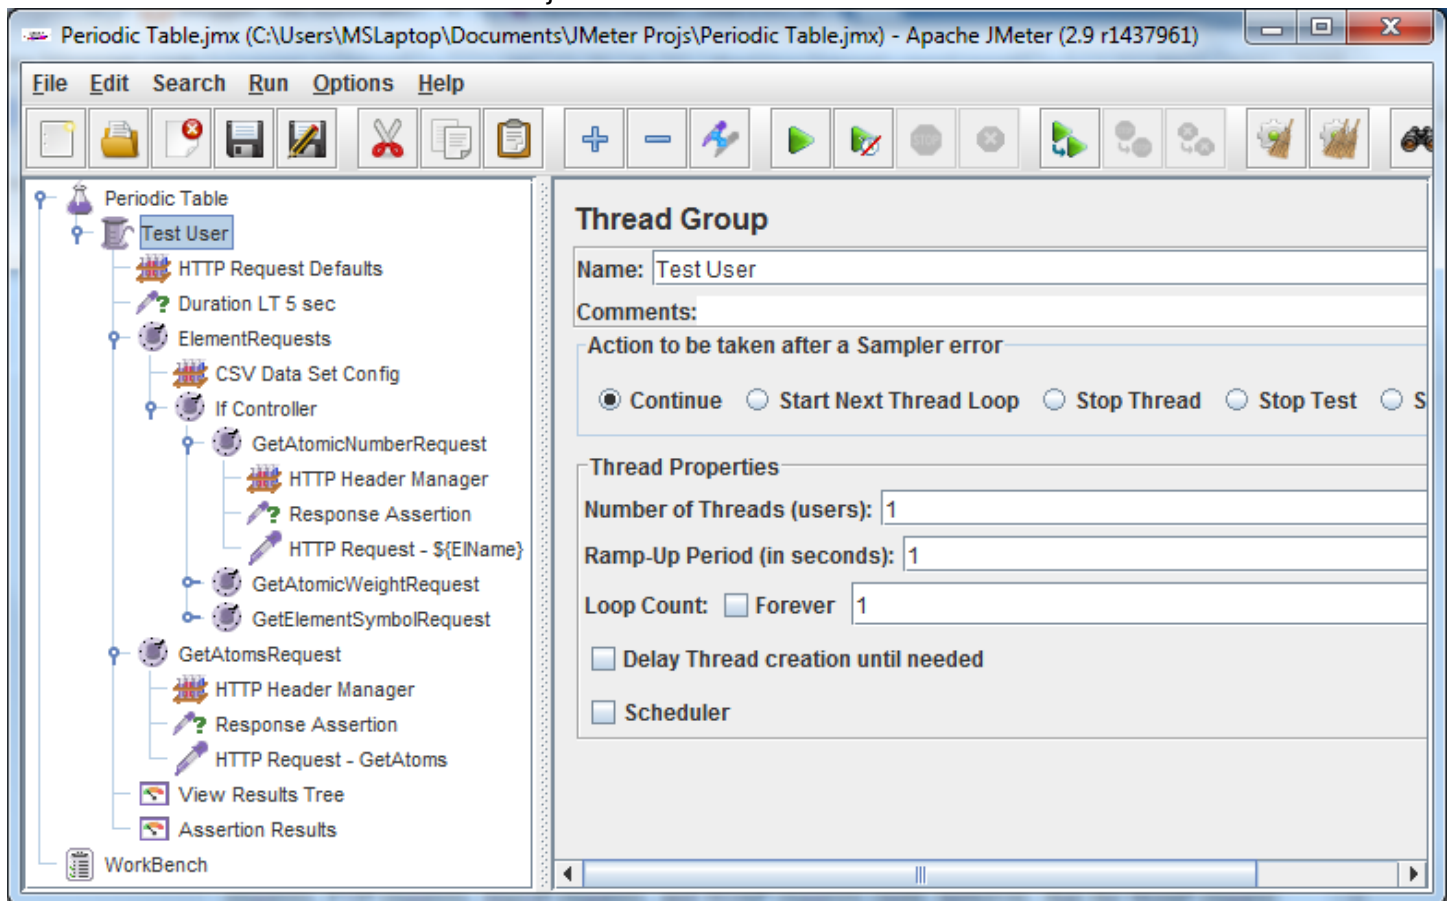 Periodic Table.jmx (C:\Users\MSLaptop\Documents\JMeter Projs\Periodic Table.jmx) - Apache JMeter (2.9 r1437961)
File Edit Search Run Options Help
Periodic Table
Test User
HTTP Request Defaults
Duration LT 5 sec
ElementRequests
CSV Data Set Config
If Controller
GetAtomicNumberRequest
HTTP Header Manager
Response Assertion
HTTP Request - ${ElName}
GetAtomicWeightRequest
GetElementSymbolRequest
GetAtomsRequest
HTTP Header Manager
Response Assertion
HTTP Request - GetAtoms
View Results Tree
Assertion Results
WorkBench
Thread Group
Name: Test User
Comments:
Action to be taken after a Sampler error
Continue Start Next Thread Loop Stop Thread Stop Test S
Thread Properties
Number of Threads (users): 1
Ramp-Up Period (in seconds): 1
Loop Count: Forever 1
Delay Thread creation until needed
Scheduler